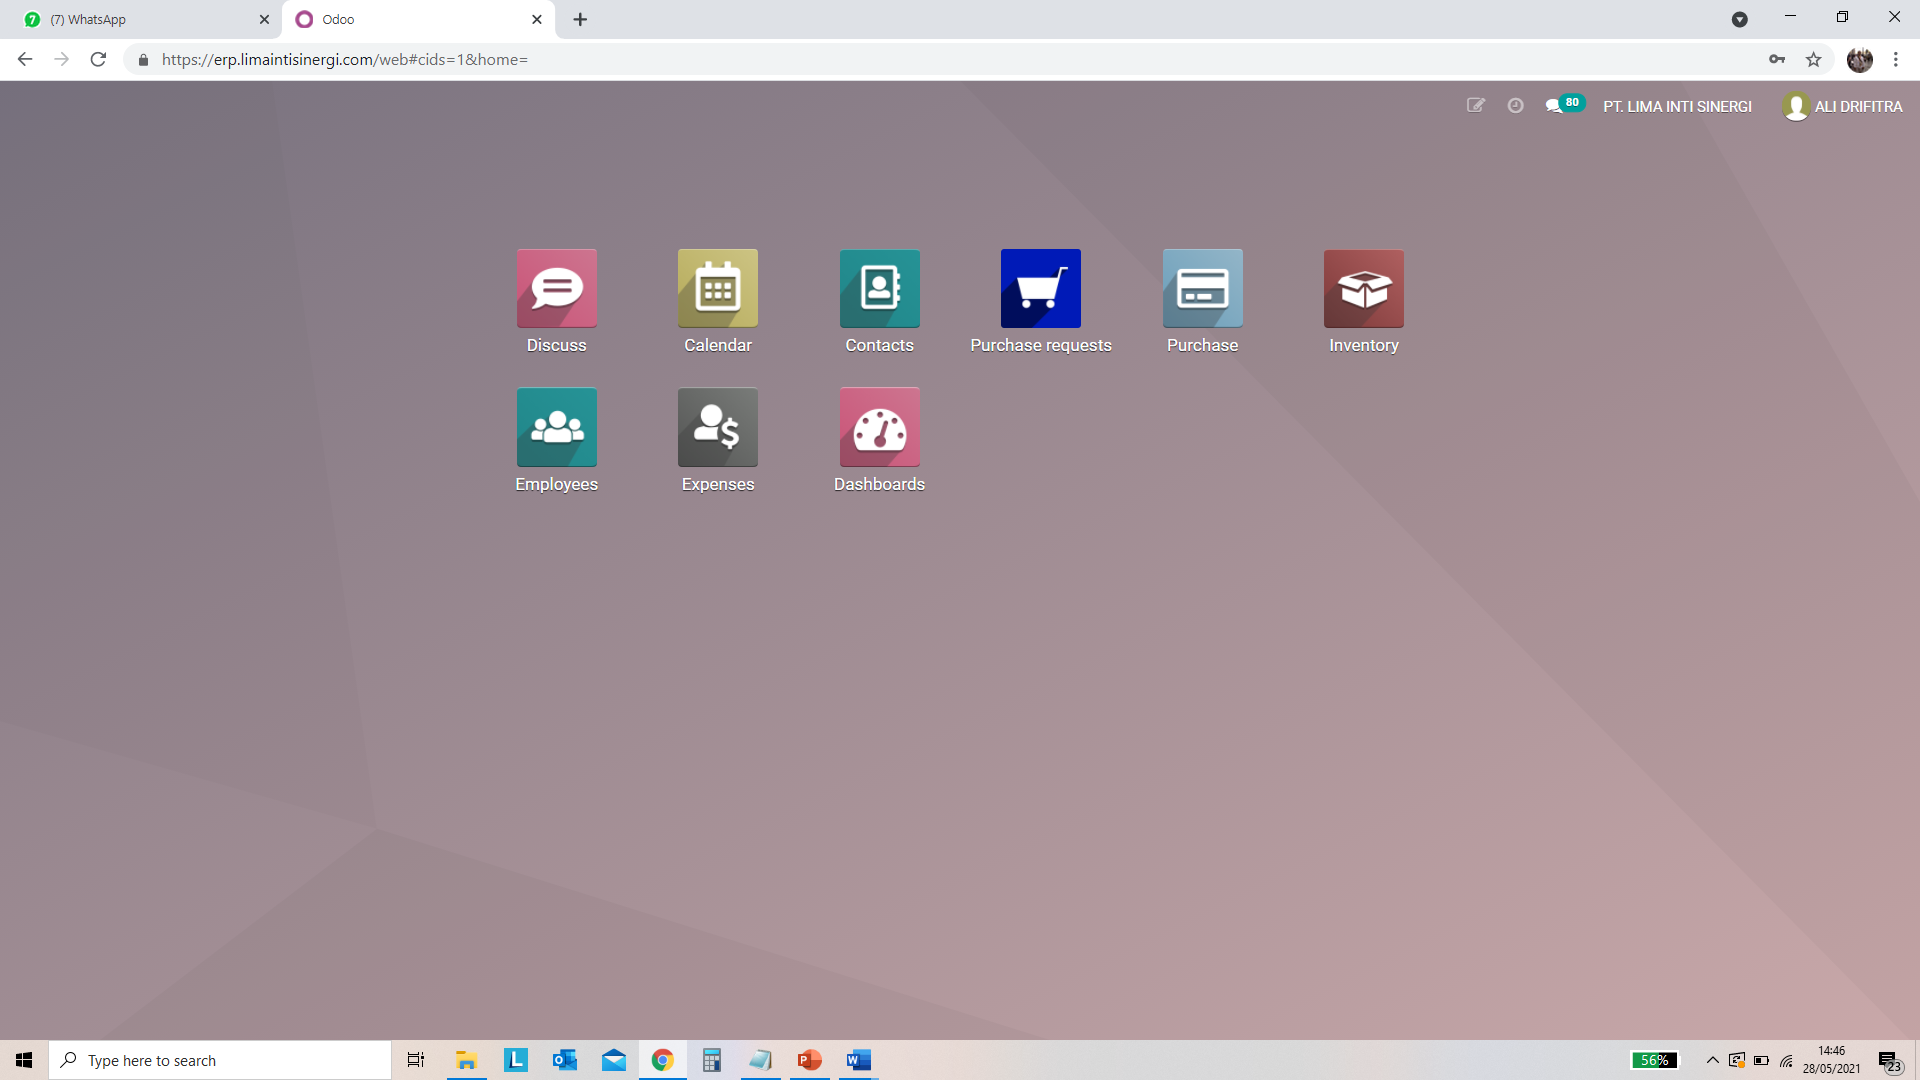 (7) WhatsApp
Odoo
https://erp.limaintisinergi.com/web#cids=1&home=
80 PT. LIMA INTI SINERGI ALI DRIFITRA
Discuss Calendar Contacts Purchase requests Purchase Inventory
Employees Expenses Dashboards
Type here to search
56%
14:46
28/05/2021
23